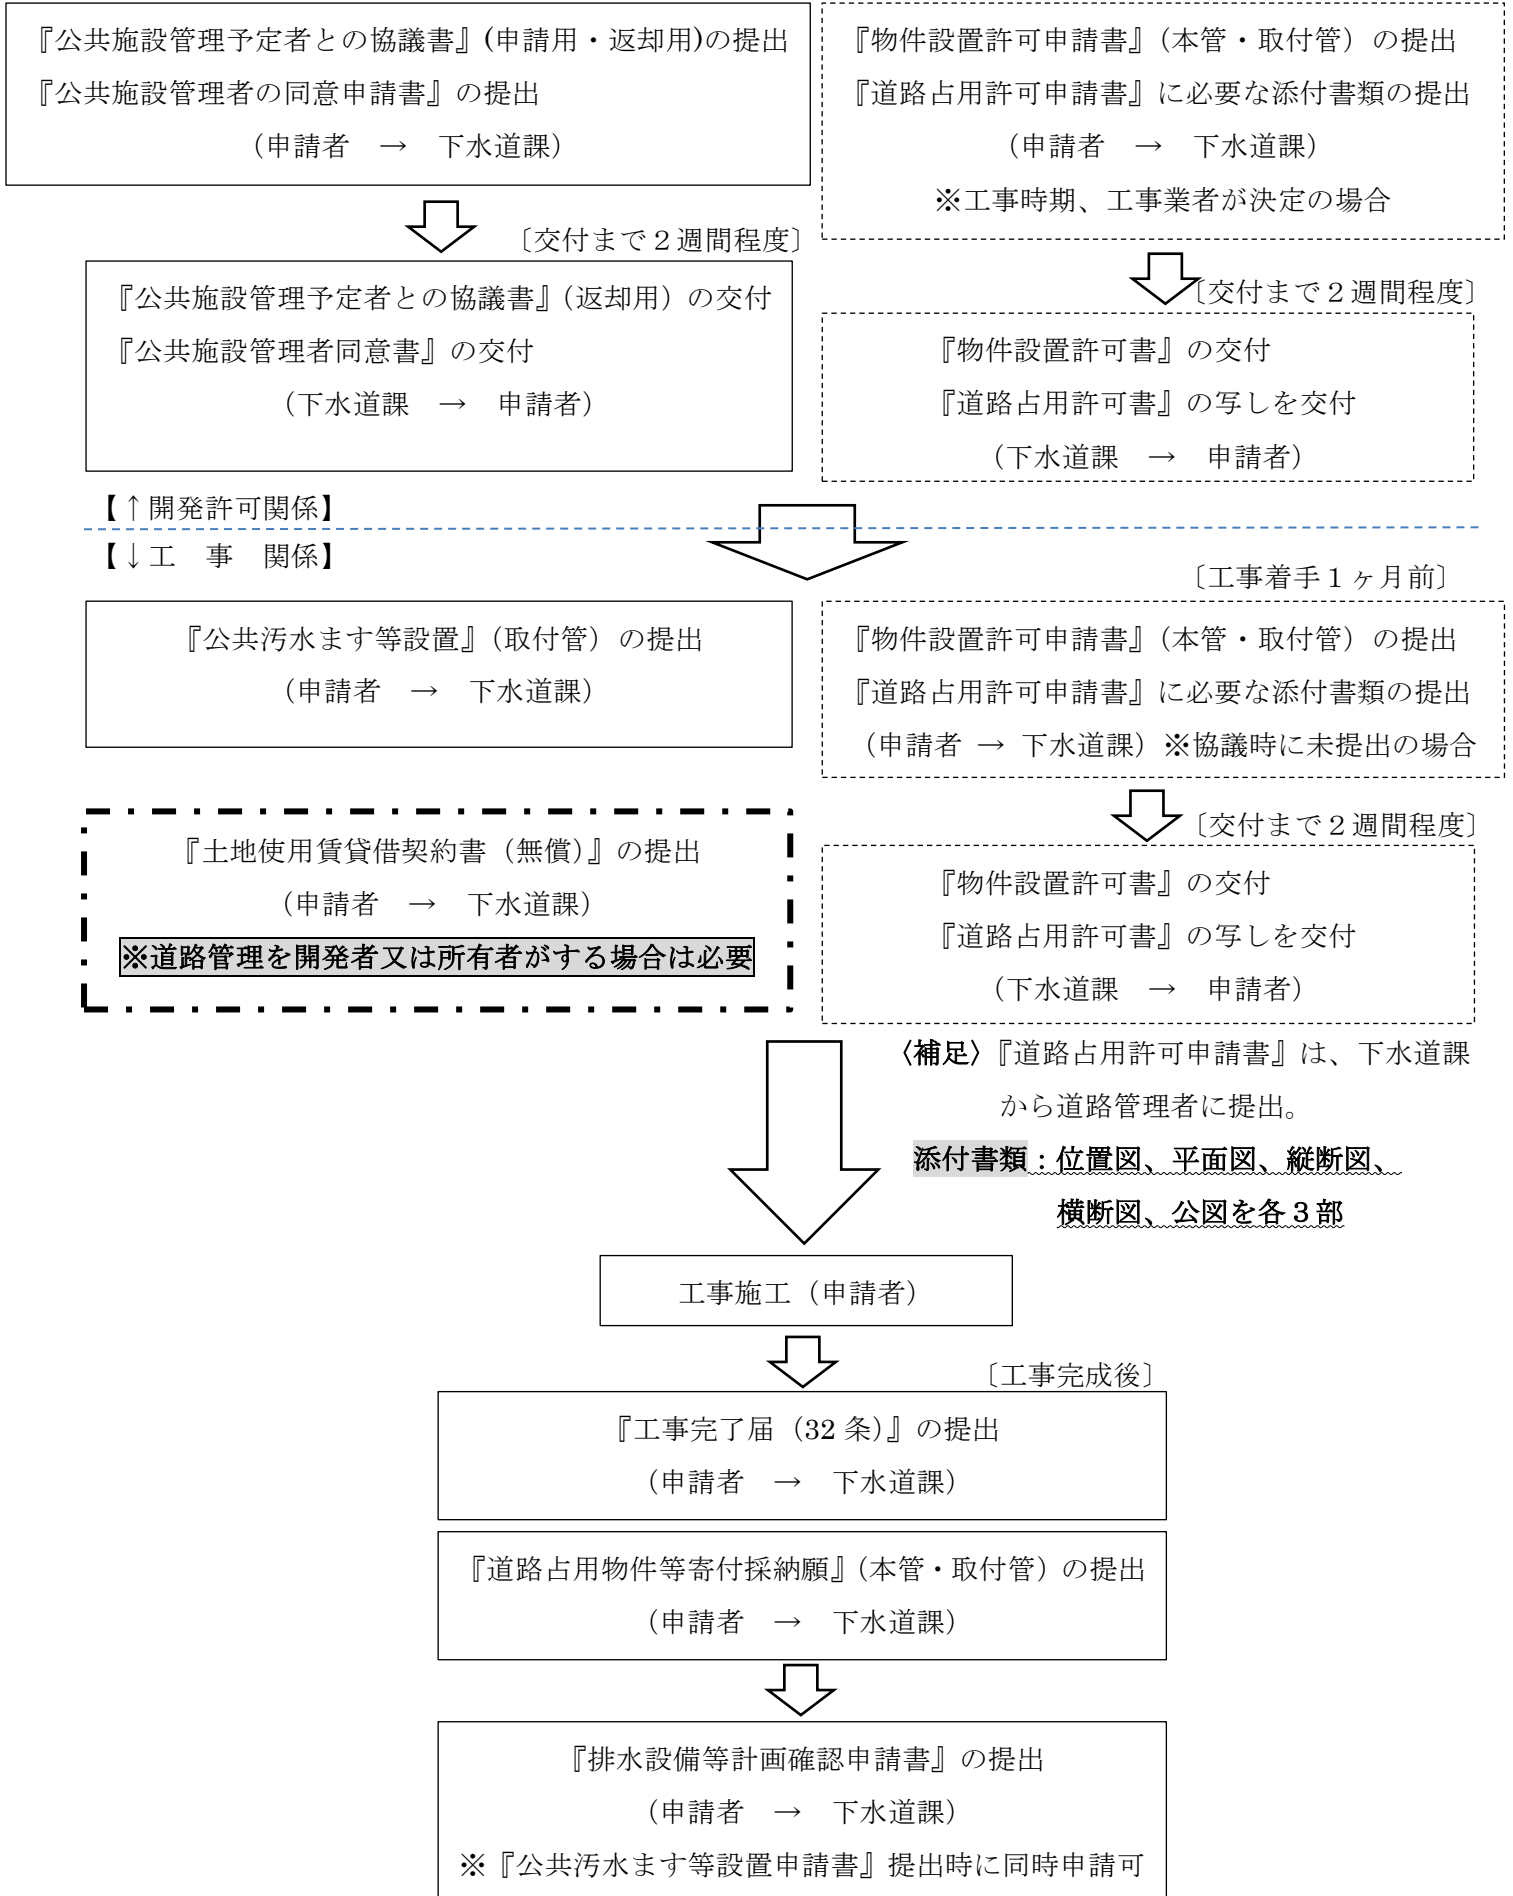 『公共施設管理予定者との協議書』(申請用・返却用)の提出
『公共施設管理者の同意申請書』の提出
（申請者　→　下水道課）
『物件設置許可申請書』（本管・取付管）の提出
『道路占用許可申請書』に必要な添付書類の提出
（申請者　→　下水道課）
※工事時期、工事業者が決定の場合
〔交付まで２週間程度〕
〔交付まで２週間程度〕
『公共施設管理予定者との協議書』（返却用）の交付
『公共施設管理者同意書』の交付
（下水道課　→　申請者）
『物件設置許可書』の交付
『道路占用許可書』の写しを交付
（下水道課　→　申請者）
【↑開発許可関係】
【↓工　事　関係】
〔工事着手１ヶ月前〕
『公共汚水ます等設置』（取付管）の提出
（申請者　→　下水道課）
『物件設置許可申請書』（本管・取付管）の提出
『道路占用許可申請書』に必要な添付書類の提出
（申請者 → 下水道課）※協議時に未提出の場合
〔交付まで２週間程度〕
『土地使用賃貸借契約書（無償）』の提出
（申請者　→　下水道課）
※道路管理を開発者又は所有者がする場合は必要
『物件設置許可書』の交付
『道路占用許可書』の写しを交付
（下水道課　→　申請者）
〈補足〉『道路占用許可申請書』は、下水道課
から道路管理者に提出。
添付書類：位置図、平面図、縦断図、
横断図、公図を各３部
工事施工（申請者）
〔工事完成後〕
『工事完了届（32 条）』の提出
（申請者　→　下水道課）
『道路占用物件等寄付採納願』（本管・取付管）の提出
（申請者　→　下水道課）
『排水設備等計画確認申請書』の提出
（申請者　→　下水道課）
※『公共汚水ます等設置申請書』提出時に同時申請可